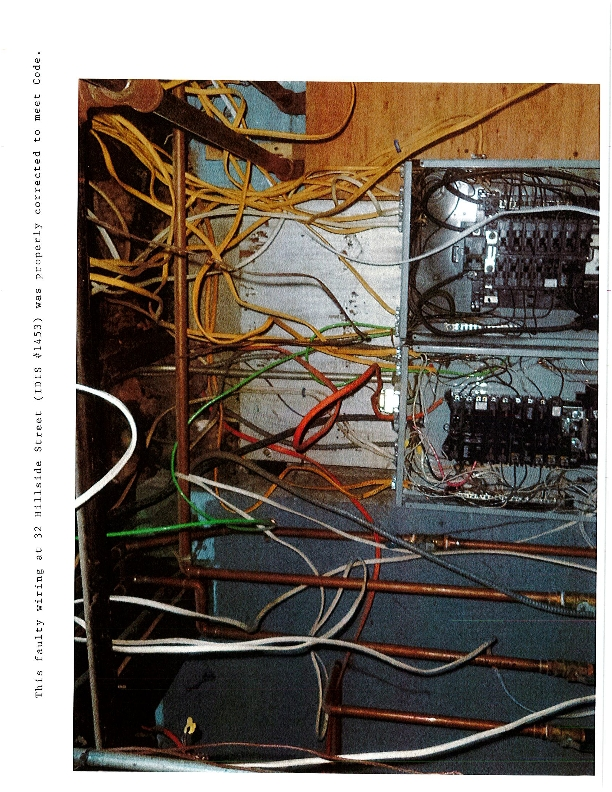 This faulty wiring at 32 Hillside Street (IDIS #1453) was properly corrected to meet Code.